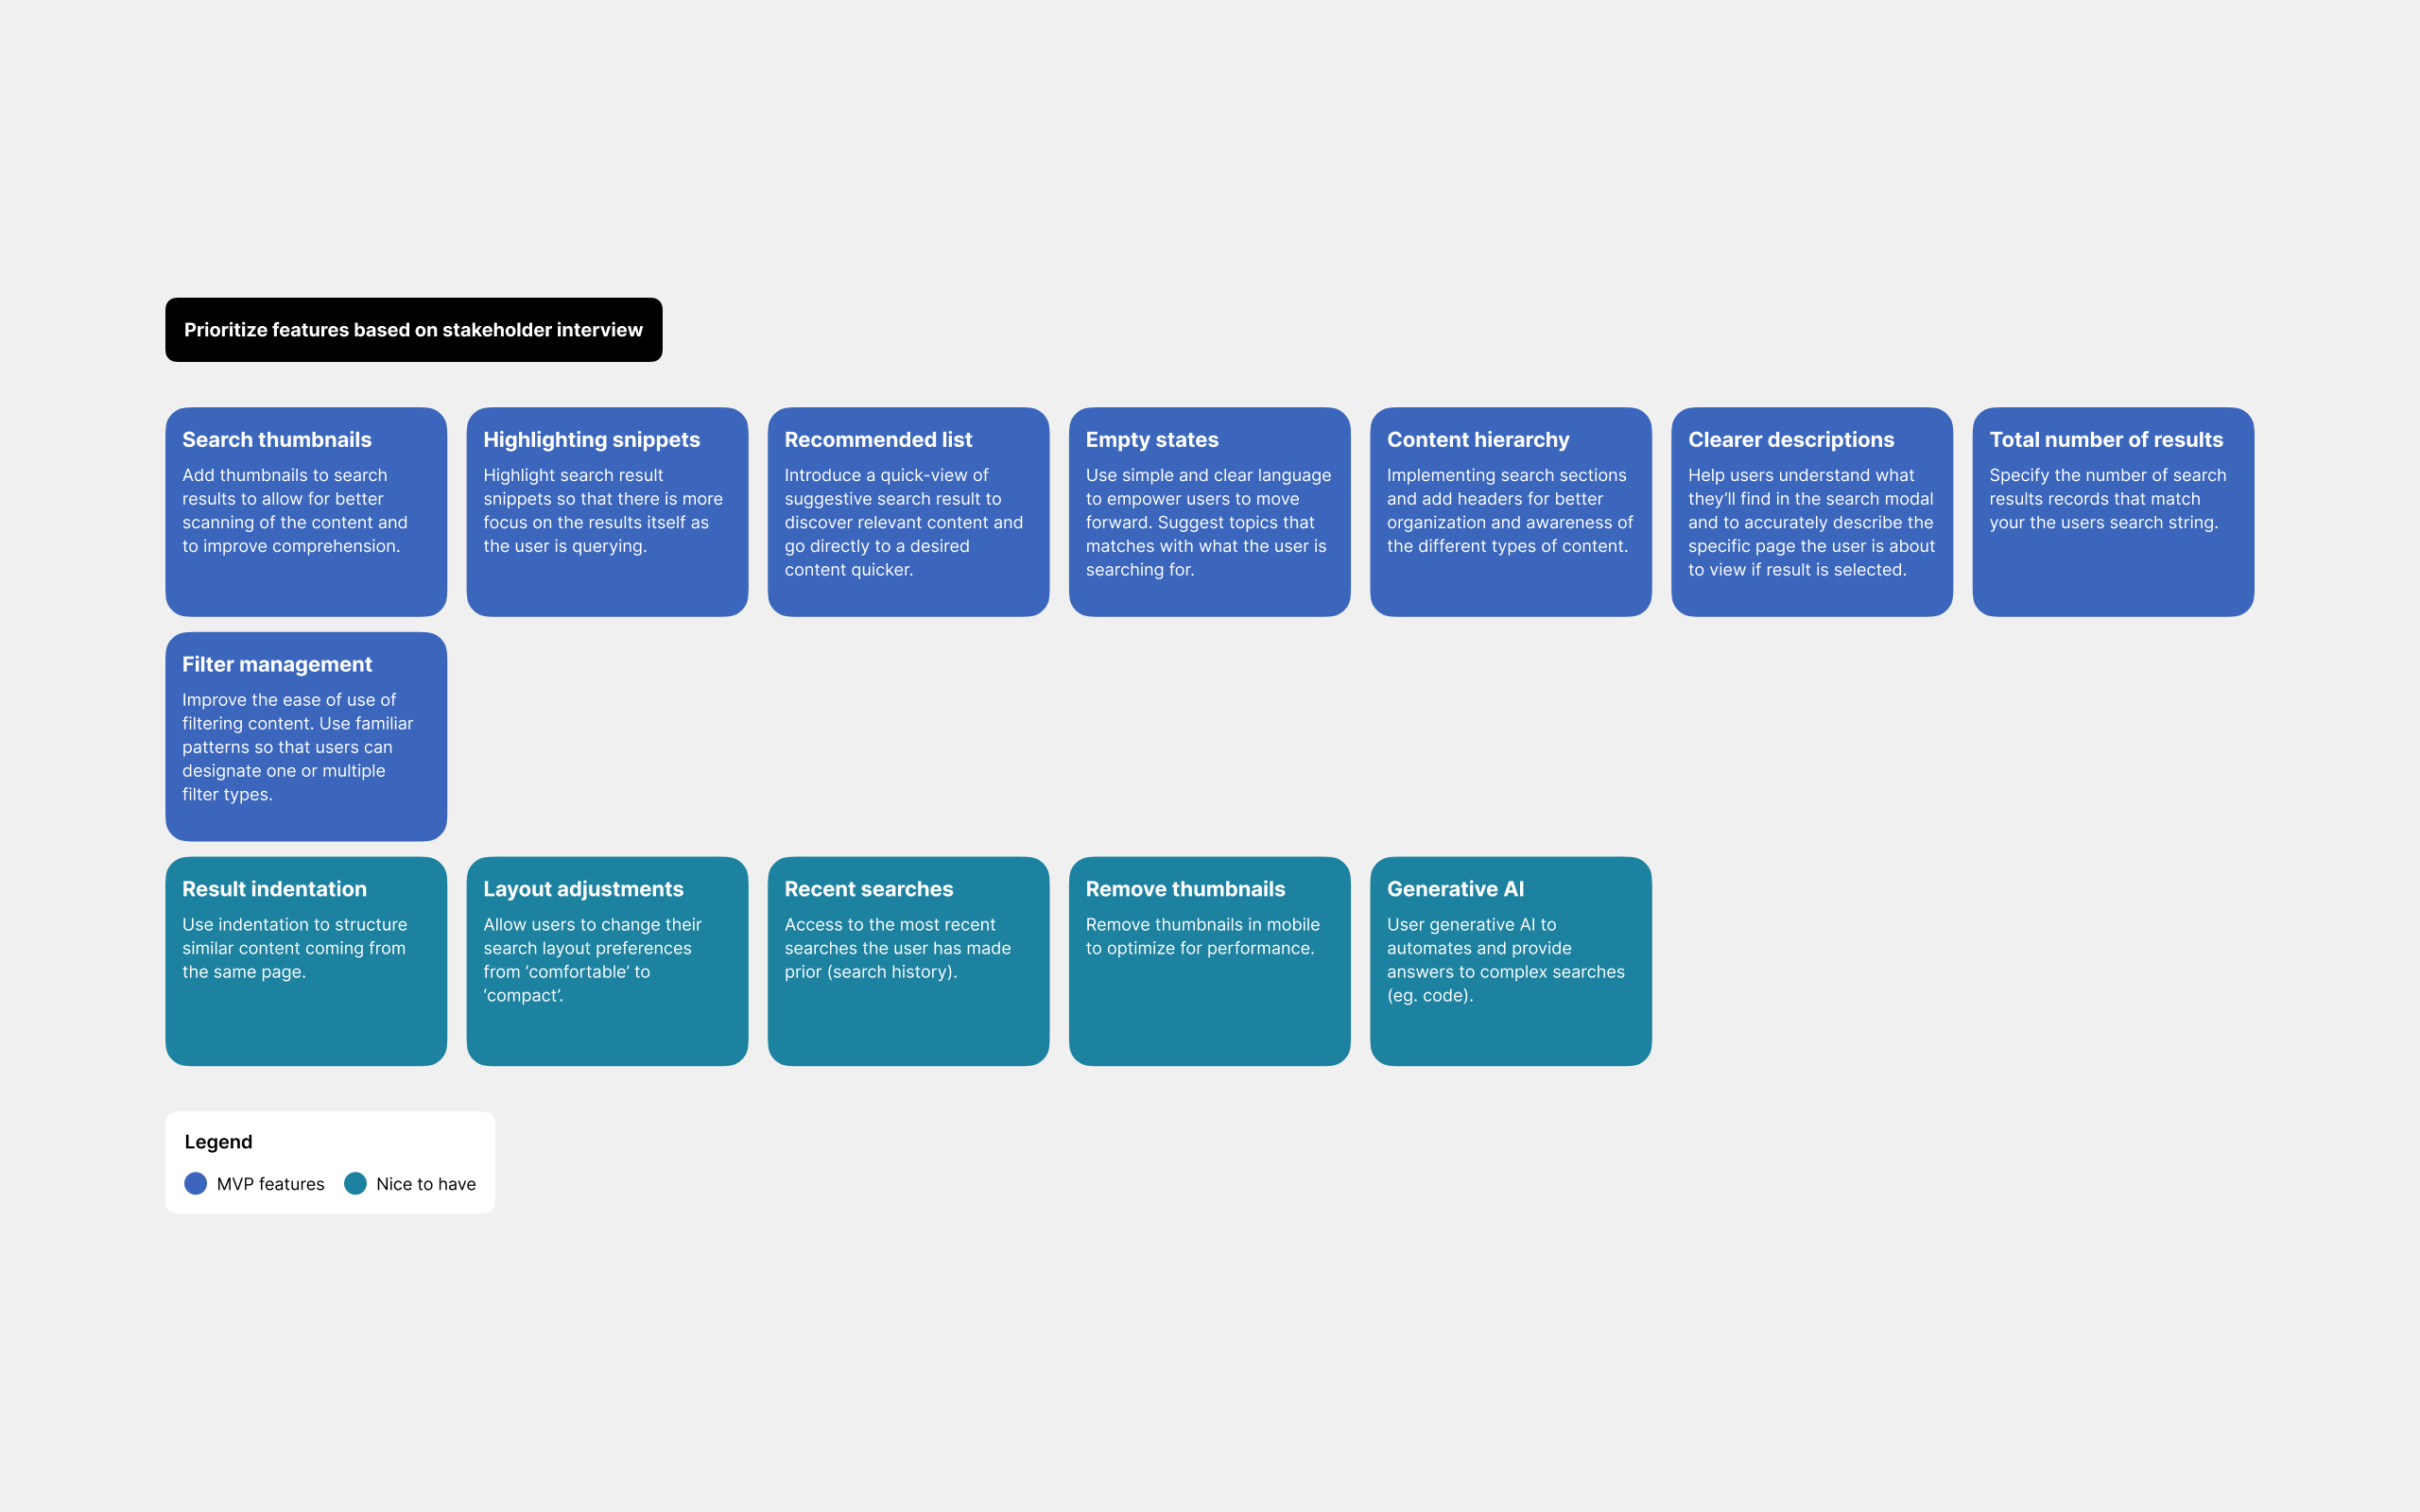 Prioritize features based on stakeholder interview
Search thumbnails
Add thumbnails to search
results to allow for better
scanning of the content and
to improve comprehension.
Highlighting snippets
Highlight search result
snippets so that there is more
focus on the results itself as
the user is querying.
Recommended list
Introduce a quick-view of
suggestive search result to
discover relevant content and
go directly to a desired
content quicker.
Empty states
Use simple and clear language
to empower users to move
forward. Suggest topics that
matches with what the user is
searching for.
Content hierarchy
Implementing search sections
and add headers for better
organization and awareness of
the different types of content.
Clearer descriptions
Help users understand what
they’ll find in the search modal
and to accurately describe the
specific page the user is about
to view if result is selected.
Total number of results
Specify the number of search
results records that match
your the users search string.
Filter management
Improve the ease of use of
filtering content. Use familiar
patterns so that users can
designate one or multiple
filter types.
Result indentation
Use indentation to structure
similar content coming from
the same page.
Layout adjustments
Allow users to change their
search layout preferences
from ‘comfortable’ to
‘compact’.
Recent searches
Access to the most recent
searches the user has made
prior (search history).
Remove thumbnails
Remove thumbnails in mobile
to optimize for performance.
Generative AI
User generative AI to
automates and provide
answers to complex searches
(eg. code).
Legend
MVP features
Nice to have